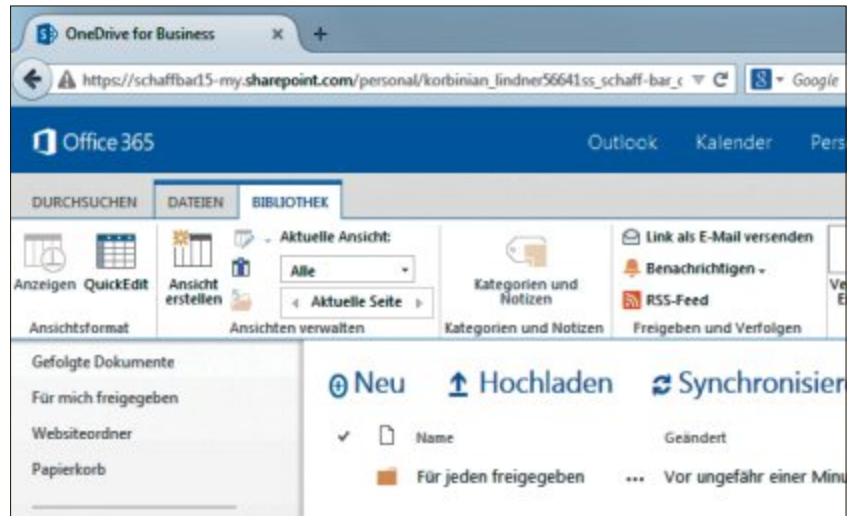 OneDrive for Business
https://schaffbar15-my.sharepoint.com/personal/korbinian_lindner56641ss_schaff-bar_c Google
Office 365 Outlook Kalender Pers
DURCHSUCHEN DATEIEN BIBLIOTHEK
Anzeigen QuickEdit
Ansicht erstellen
Aktuelle Ansicht:
Alle
Aktuelle Seite
Kategorien und
Notizen
Link als E-Mail versenden
Benachrichtigen
RSS-Feed
Ve
E
Ansichtsformat Ansichten verwalten Kategorien und Notizen Freigeben und Verfolgen
Gefolgte Dokumente
Für mich freigegeben
Websiteordner
Papierkorb
Neu Hochladen Synchronisier
Name Geändert
Für jeden freigegeben ... Vor ungefähr einer Minu